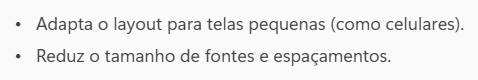 • Adapta o layout para telas pequenas (como celulares).
• Reduz o tamanho de fontes e espaçamentos.